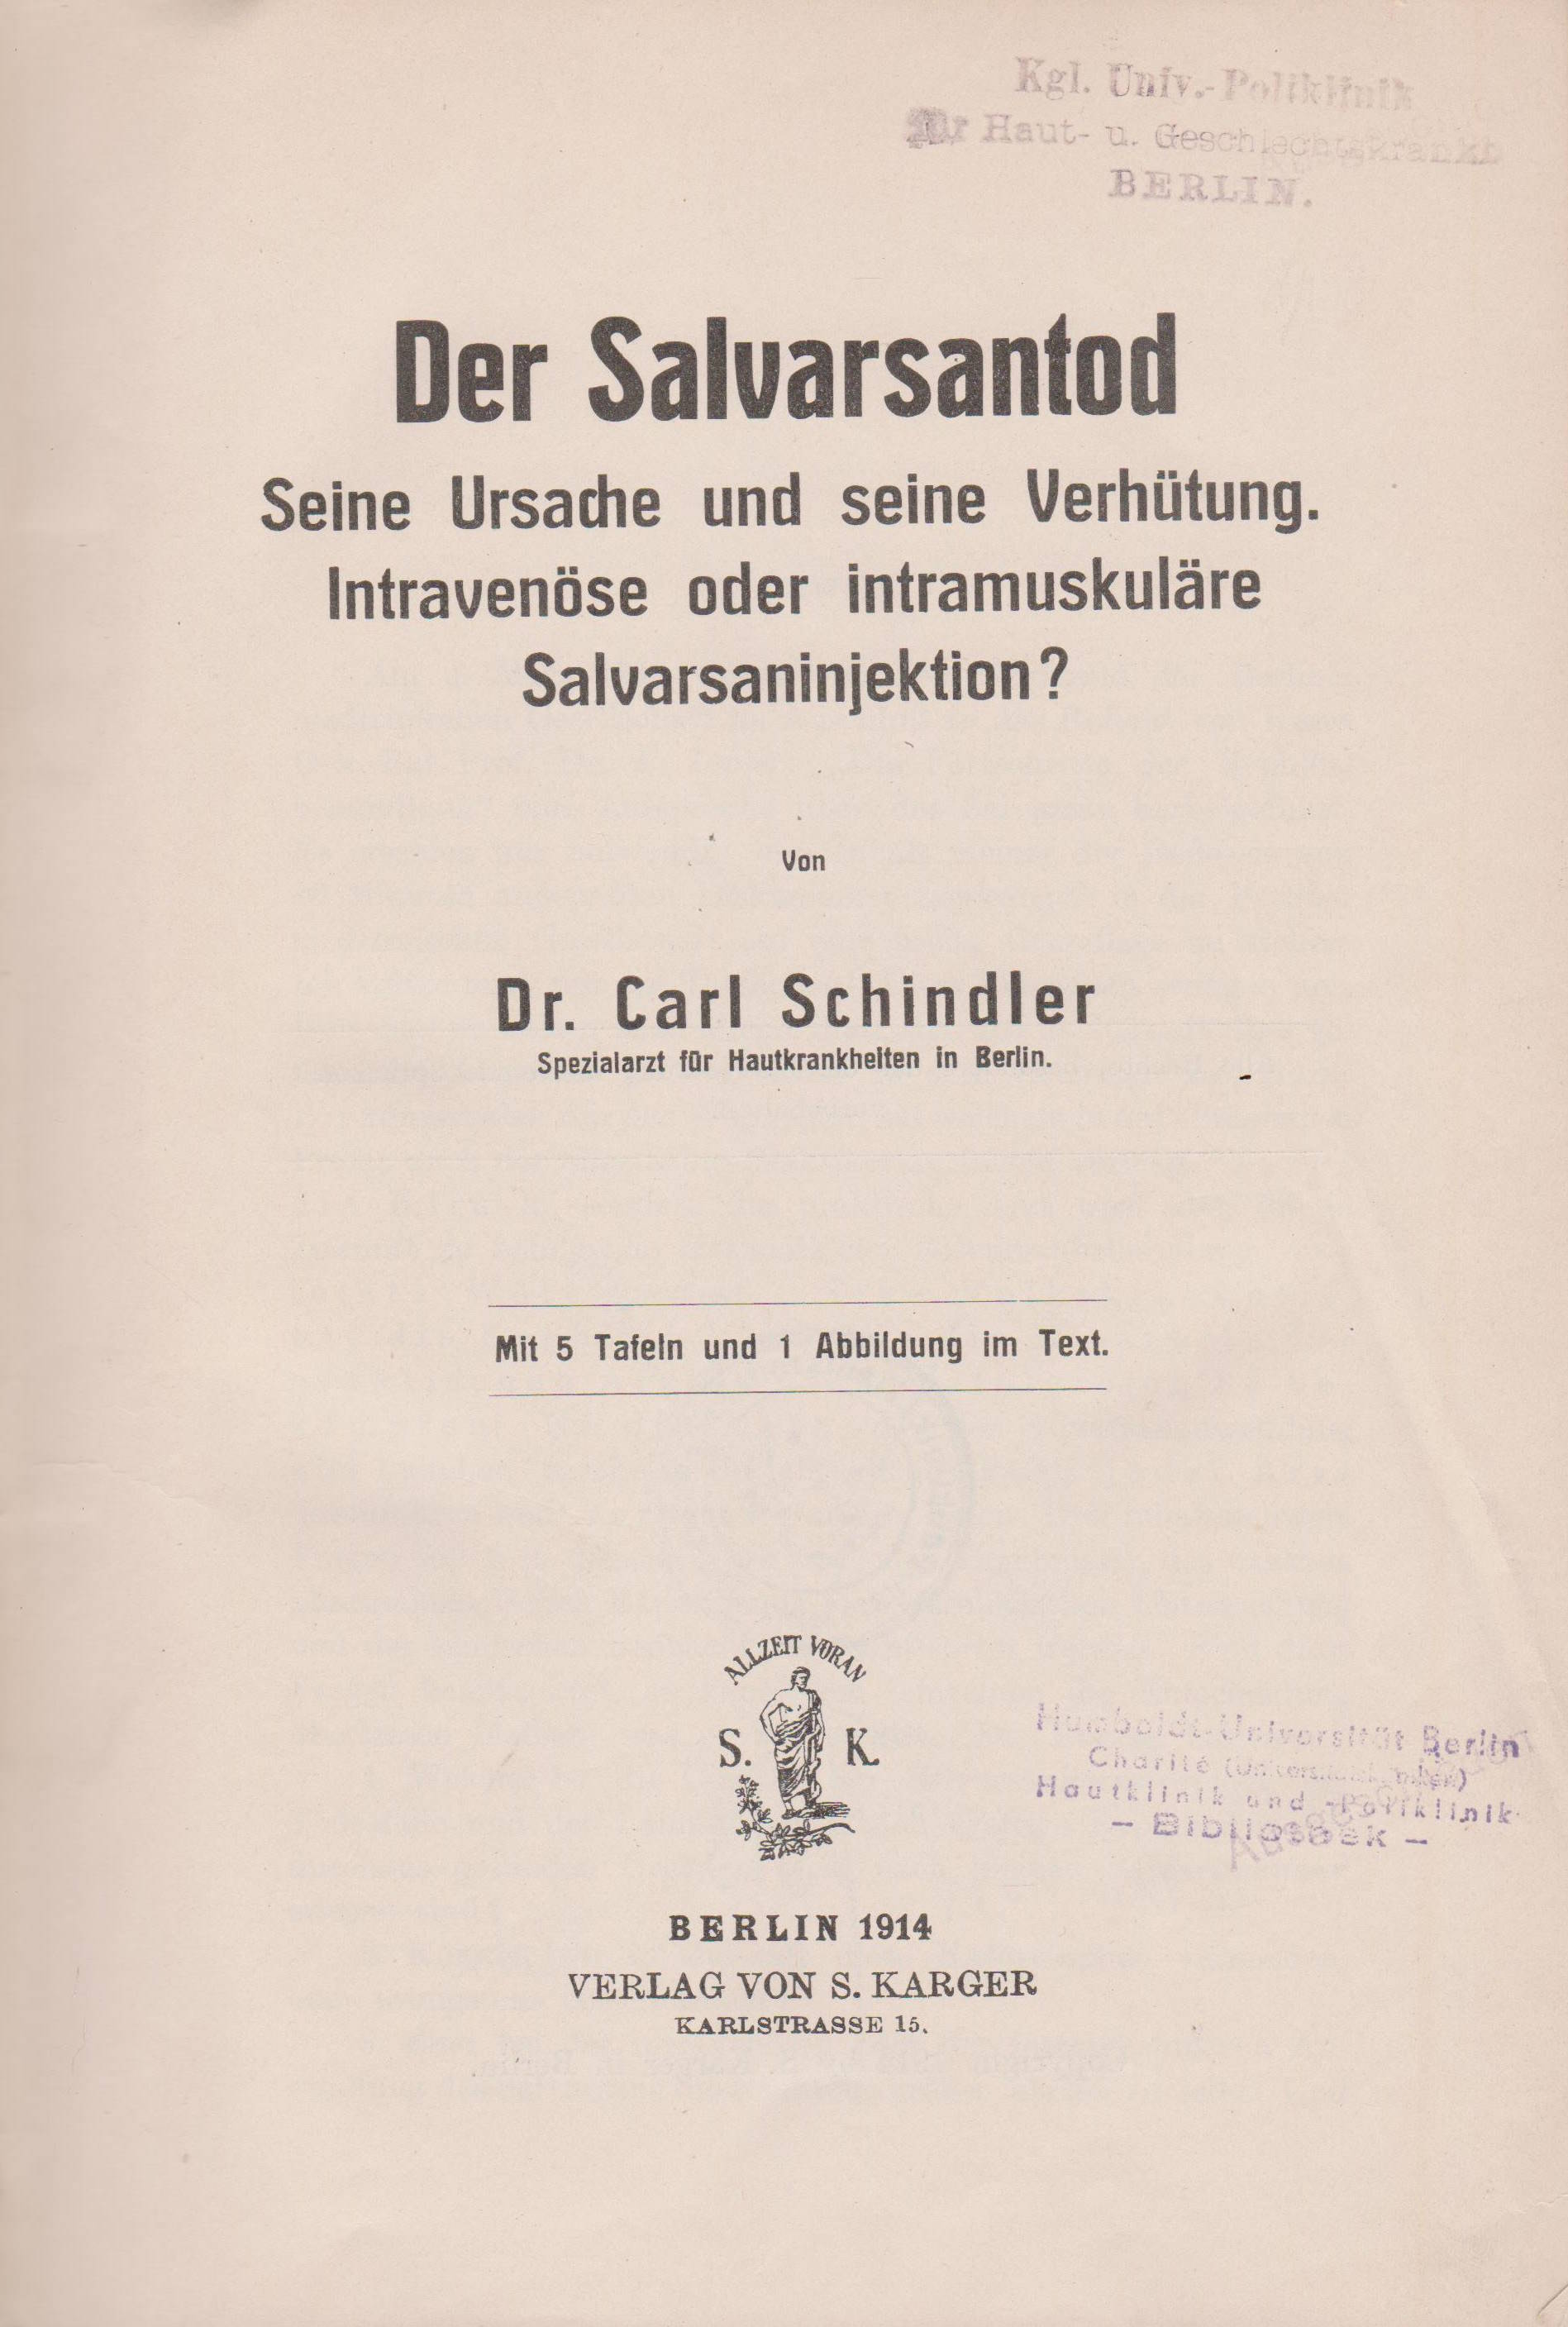 Kgl. Univ.-Poliklinik
für Haut- u. Geschlechtskrankh
BERLIN.
Der Salvarsantod
Seine Ursache und seine Verhütung.
Intravenöse oder intramuskuläre
Salvarsaninjektion?
Von
Dr. Carl Schindler
Spezialarzt für Hautkrankheiten in Berlin.
Mit 5 Tafeln und 1 Abbildung im Text.
ALLZEIT VORAN
S. K.
Humboldt-Universität Berlin
Charité
Hautklinik und -Poliklinik
– Bibliothek –
BERLIN 1914
VERLAG VON S. KARGER
KARLSTRASSE 15.